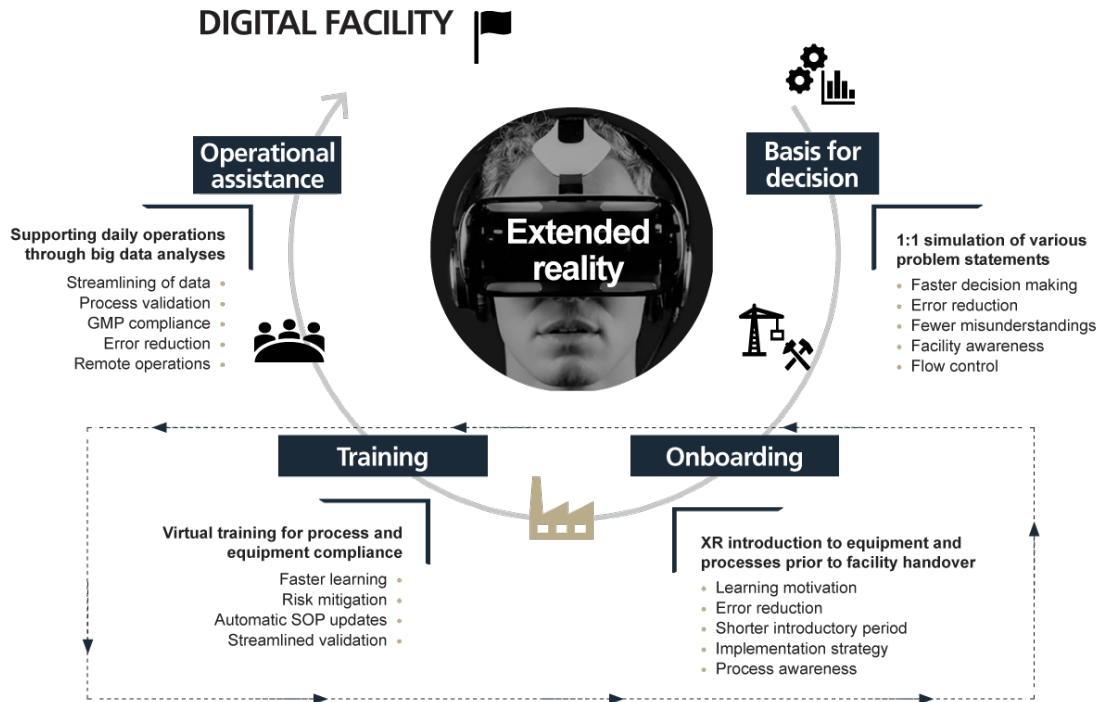 DIGITAL FACILITY
Operational
assistance
Supporting daily operations
through big data analyses
Streamlining of data
Process validation
GMP compliance
Error reduction
Remote operations
Extended
reality
Basis for
decision
1:1 simulation of various
problem statements
Faster decision making
Error reduction
Fewer misunderstandings
Facility awareness
Flow control
Training
Virtual training for process and
equipment compliance
Faster learning
Risk mitigation
Automatic SOP updates
Streamlined validation
Onboarding
XR introduction to equipment and
processes prior to facility handover
Learning motivation
Error reduction
Shorter introductory period
Implementation strategy
Process awareness